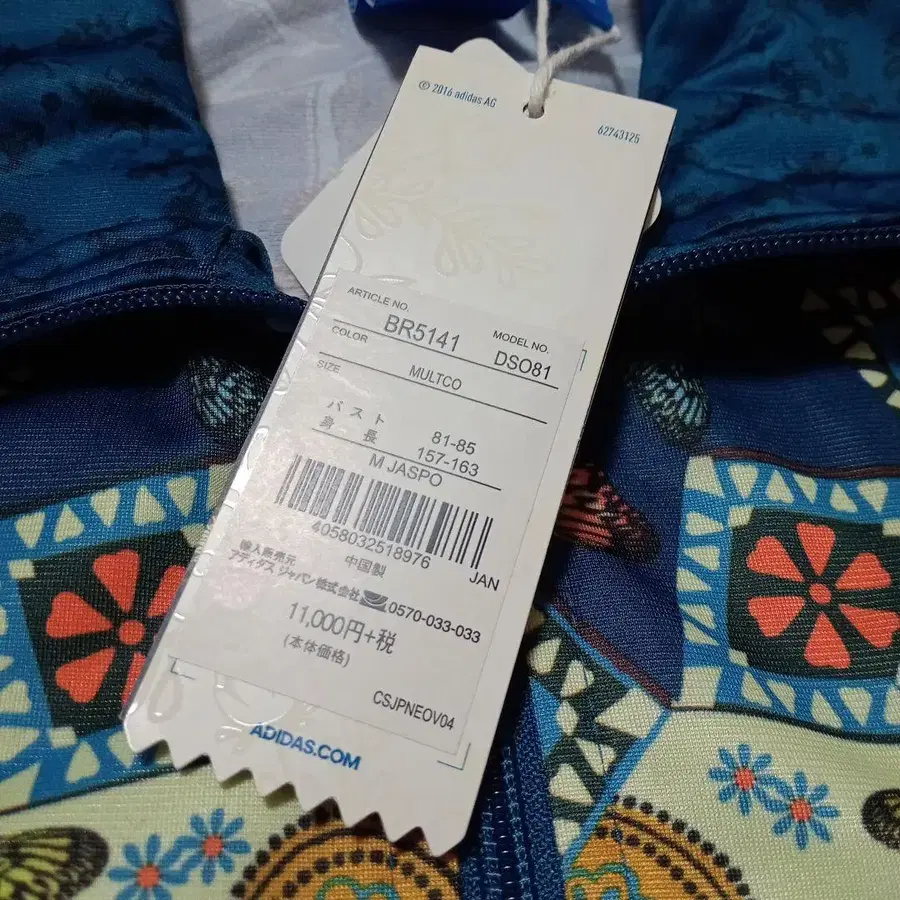 © 2016 adidas AG
62743125
ARTICLE NO.
BR5141
MODEL NO.
DSO81
COLOR
MULTCO
SIZE
バスト 81-85
身長 157-163
M JASPO
4058032518976
JAN
中国製
輸入販売元
アディダス ジャパン株式会社 0570-033-033
11,000円+税
(本体価格)
CSJPNEOV04
ADIDAS.COM